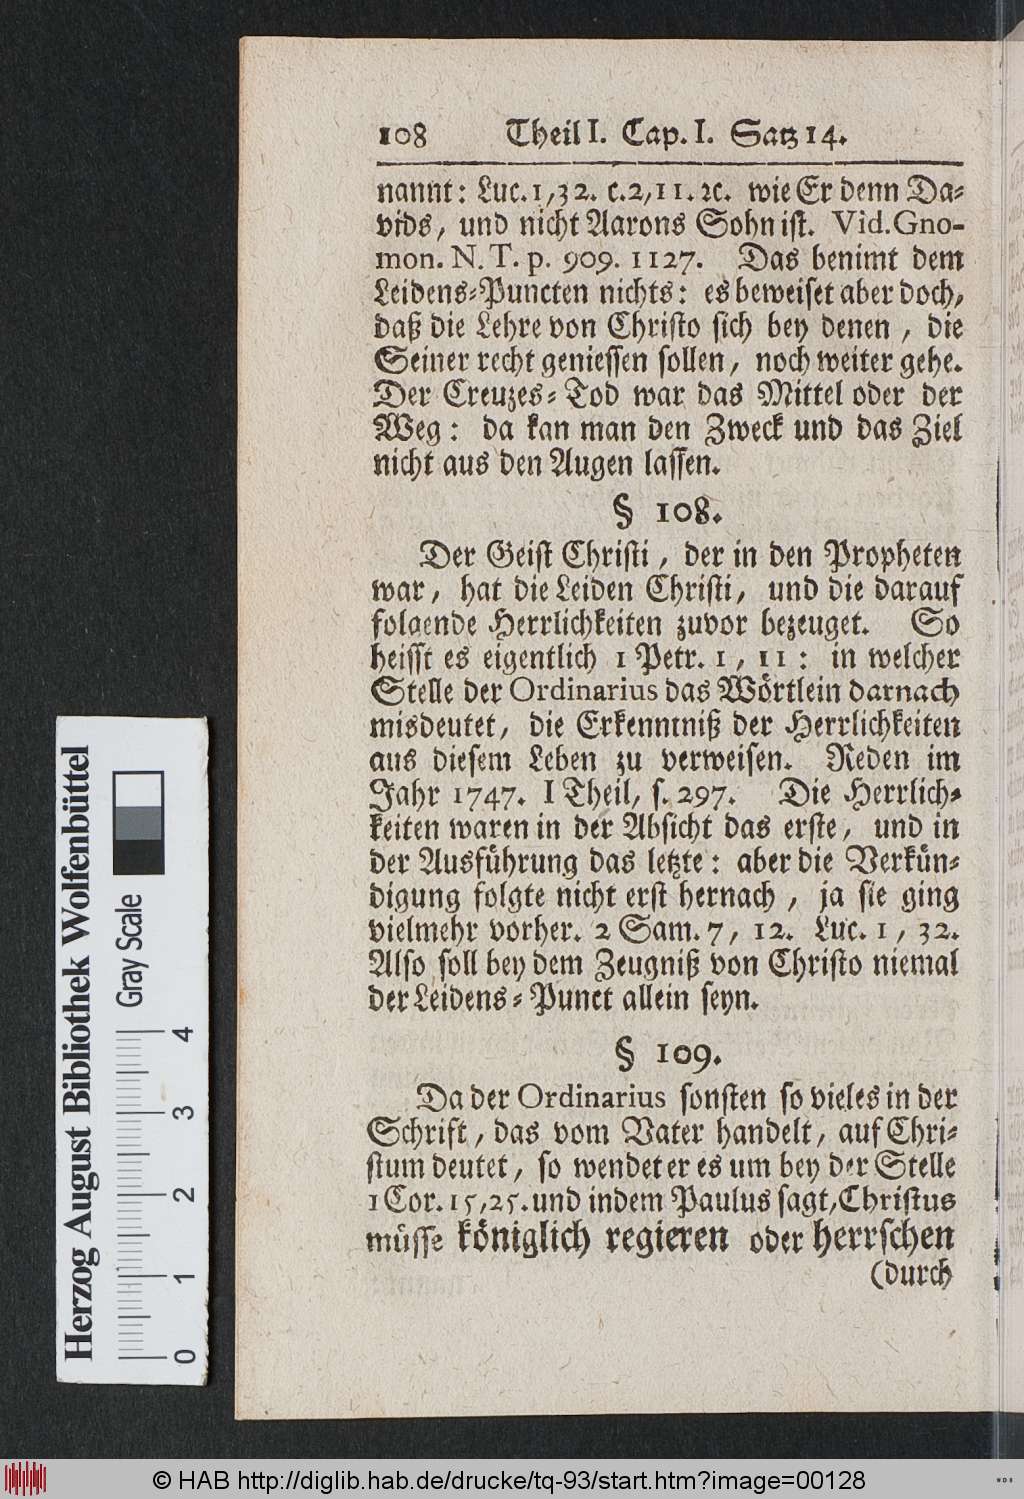 108 Theil I. Cap. I. Satz 14.
nannt: Luc. 1, 32. c. 2, 11. ꝛc. wie Er denn Da-
vids, und nicht Aarons Sohn ist. Vid. Gno-
mon. N. T. p. 909. 1127. Das benimt dem
Leidens-Puncten nichts: es beweiset aber doch,
daß die Lehre von Christo sich bey denen, die
Seiner recht geniessen sollen, noch weiter gehe.
Der Creuzes-Tod war das Mittel oder der
Weg: da kan man den Zweck und das Ziel
nicht aus den Augen lassen.
§ 108.
Der Geist Christi, der in den Propheten
war, hat die Leiden Christi, und die darauf
folgende Herrlichkeiten zuvor bezeuget. So
heisst es eigentlich 1 Petr. 1, 11: in welcher
Stelle der Ordinarius das Wörtlein darnach
misdeutet, die Erkenntniß der Herrlichkeiten
aus diesem Leben zu verweisen. Reden im
Jahr 1747. I Theil, s. 297. Die Herrlich-
keiten waren in der Absicht das erste, und in
der Ausführung das letzte: aber die Verkün-
digung folgte nicht erst hernach, ja sie ging
vielmehr vorher. 2 Sam. 7, 12. Luc. 1, 32.
Also soll bey dem Zeugniß von Christo niemal
der Leidens-Punct allein seyn.
§ 109.
Da der Ordinarius sonsten so vieles in der
Schrift, das vom Vater handelt, auf Chri-
stum deutet, so wendet er es um bey der Stelle
1 Cor. 15, 25. und indem Paulus sagt, Christus
müsse königlich regieren oder herrschen
(durch
Herzog August Bibliothek Wolfenbüttel
Gray Scale
0 1 2 3 4
© HAB http://diglib.hab.de/drucke/tq-93/start.htm?image=00128